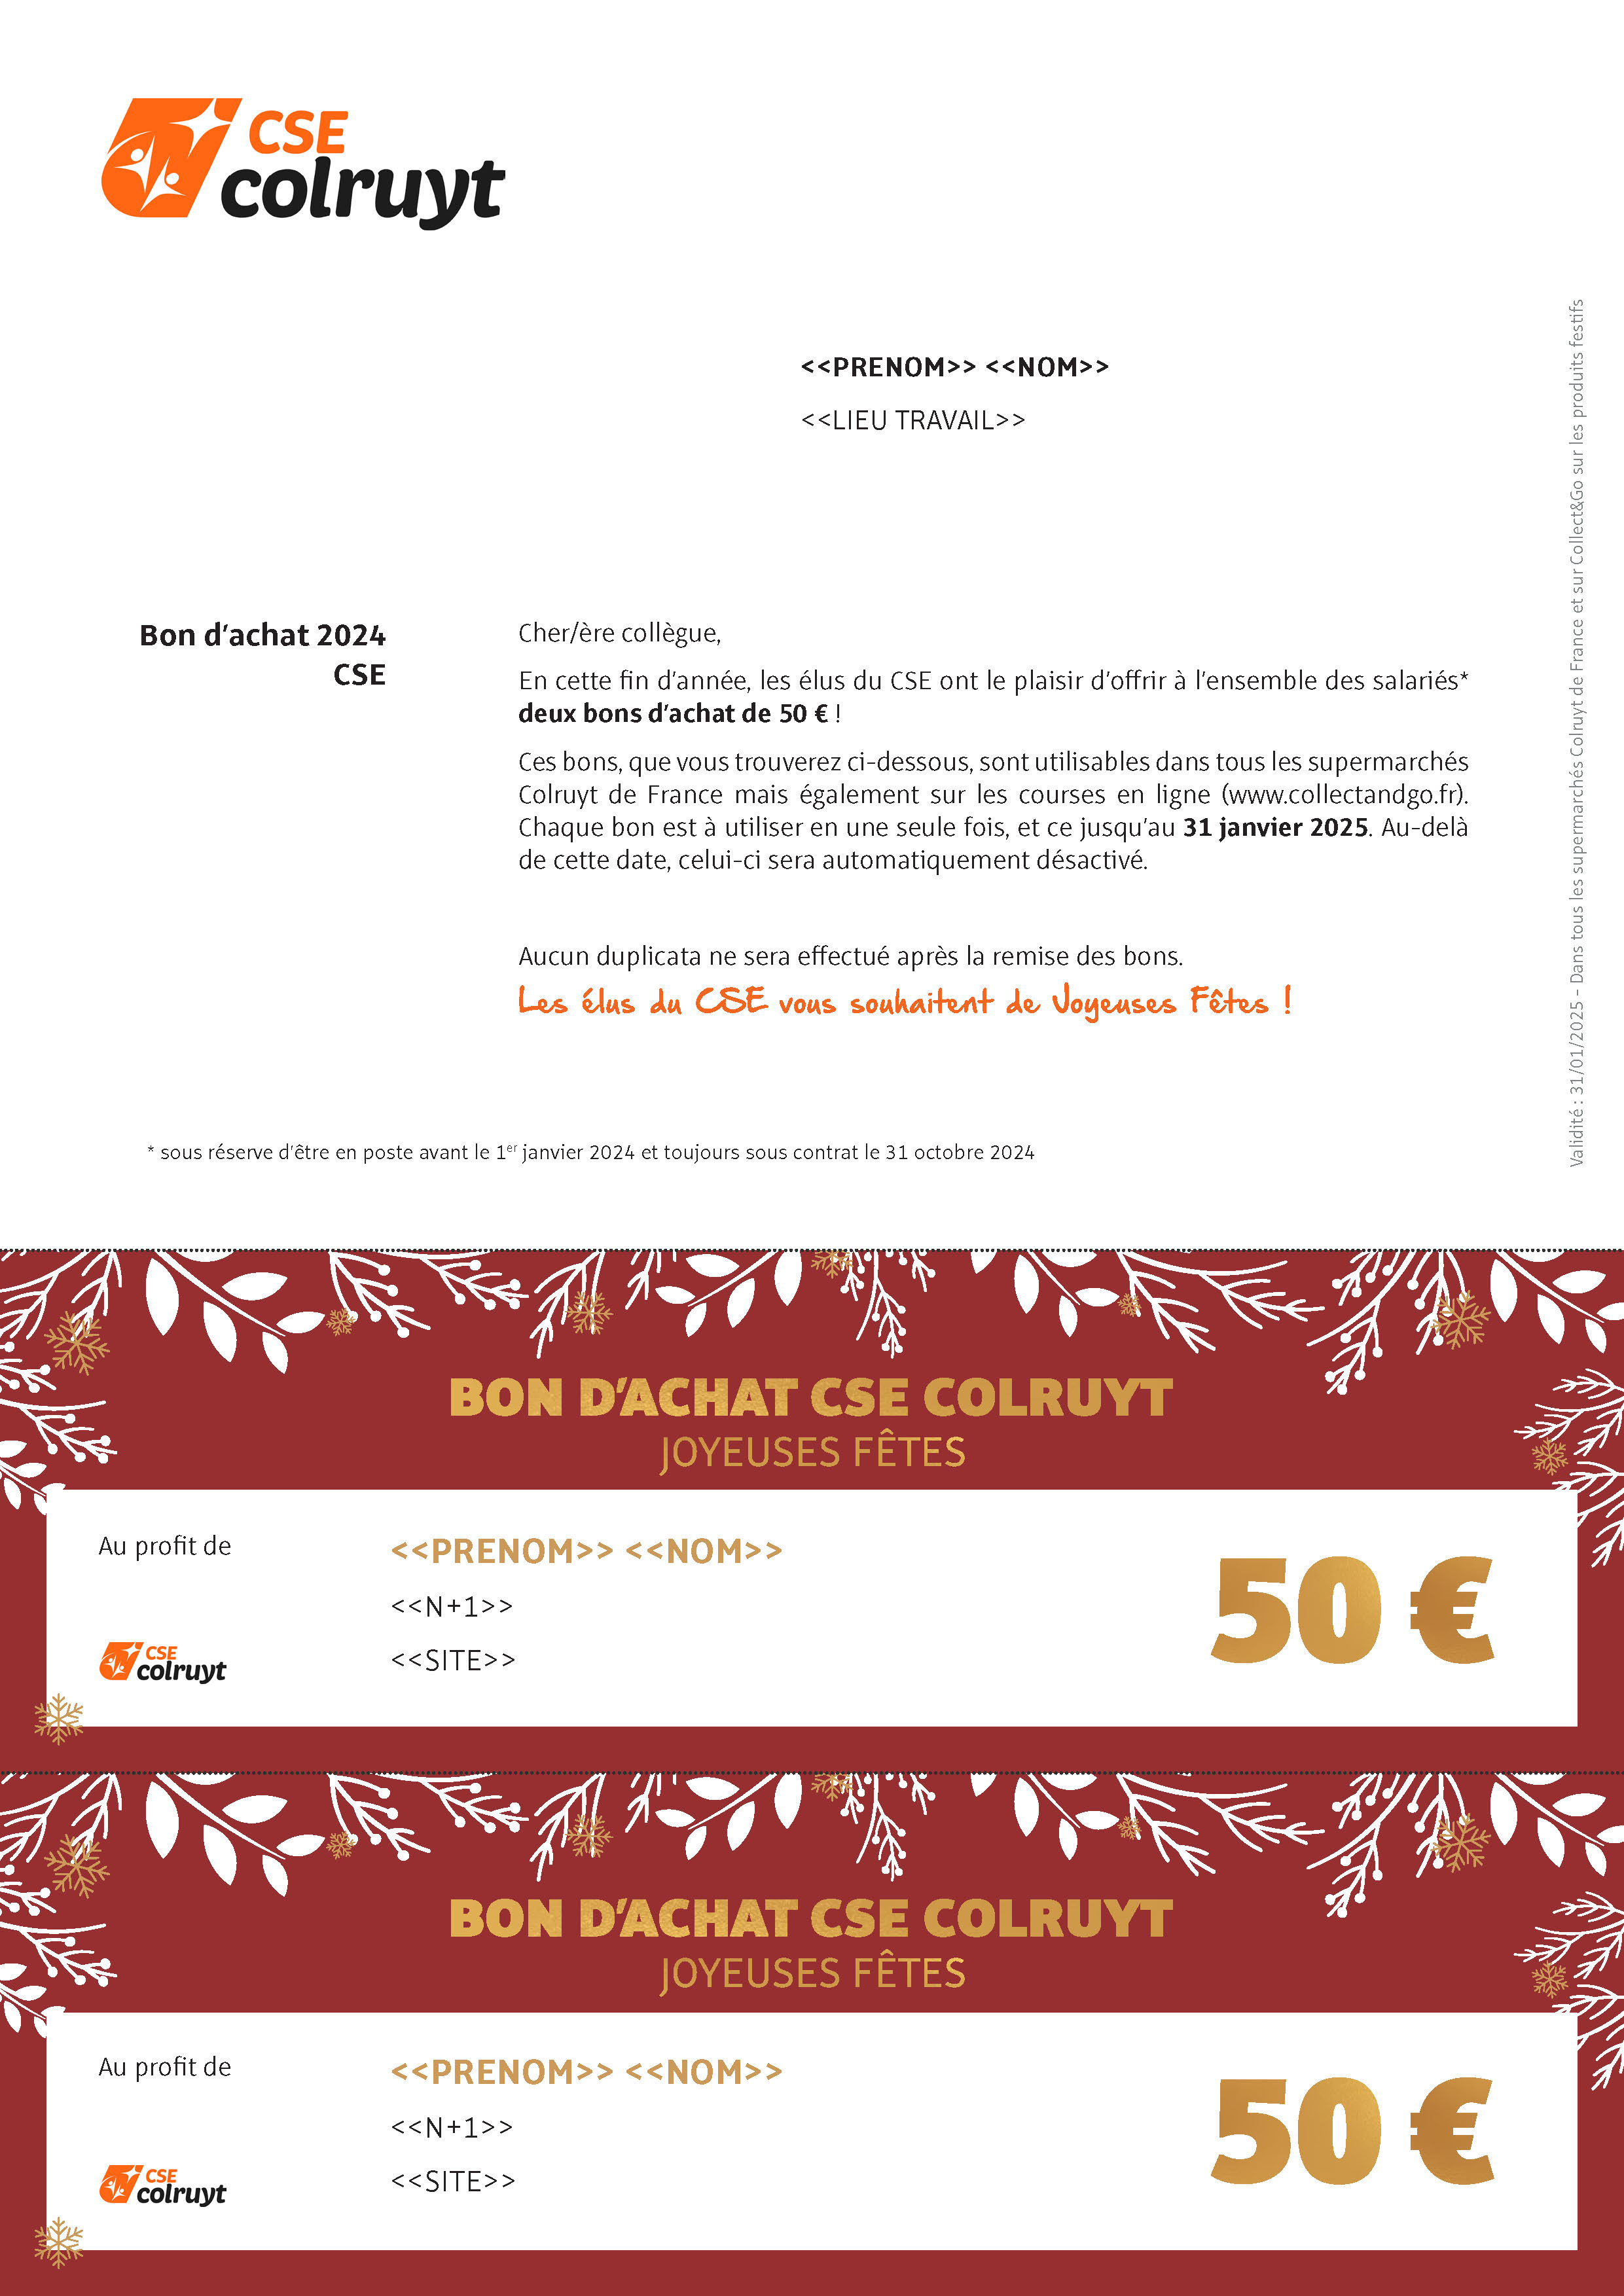 CSE
colruyt
<<PRENOM>> <<NOM>>
<<LIEU TRAVAIL>>
Validité : 31/01/2025 - Dans tous les supermarchés Colruyt de France et sur Collect&Go sur les produits festifs
Bon d’achat 2024
CSE
Cher/ère collègue,
En cette fin d’année, les élus du CSE ont le plaisir d’offrir à l’ensemble des salariés*
deux bons d’achat de 50 € !
Ces bons, que vous trouverez ci-dessous, sont utilisables dans tous les supermarchés
Colruyt de France mais également sur les courses en ligne (www.collectandgo.fr).
Chaque bon est à utiliser en une seule fois, et ce jusqu’au 31 janvier 2025. Au-delà
de cette date, celui-ci sera automatiquement désactivé.
Aucun duplicata ne sera effectué après la remise des bons.
Les élus du CSE vous souhaitent de Joyeuses Fêtes !
* sous réserve d’être en poste avant le 1er janvier 2024 et toujours sous contrat le 31 octobre 2024
BON D’ACHAT CSE COLRUYT
JOYEUSES FÊTES
Au profit de
<<PRENOM>> <<NOM>>
<<N+1>>
<<SITE>>
50 €
CSE
colruyt
BON D’ACHAT CSE COLRUYT
JOYEUSES FÊTES
Au profit de
<<PRENOM>> <<NOM>>
<<N+1>>
<<SITE>>
50 €
CSE
colruyt